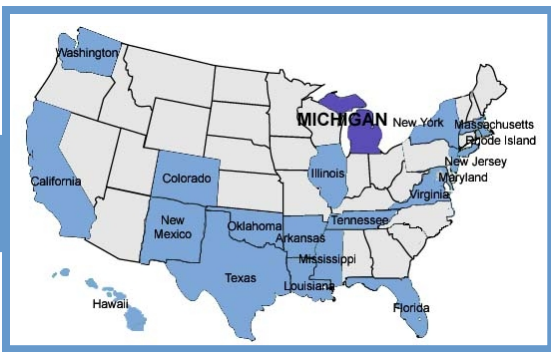 Washington
MICHIGAN
New York
Massachusetts
Rhode Island
New Jersey
Maryland
Illinois
Colorado
California
Virginia
Tennessee
New
Mexico
Oklahoma
Arkansas
Mississippi
Texas
Louisiana
Hawaii
Florida